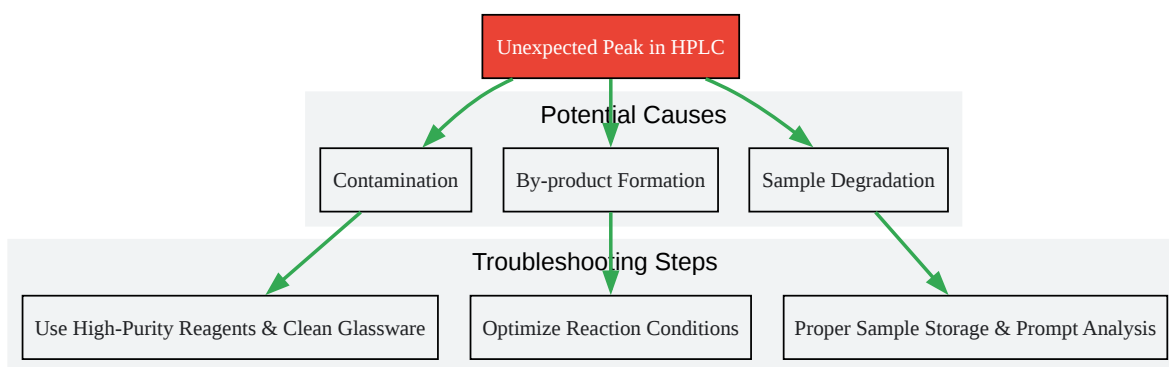 Unexpected Peak in HPLC
Potential Causes
Contamination
By-product Formation
Sample Degradation
Troubleshooting Steps
Use High-Purity Reagents & Clean Glassware
Optimize Reaction Conditions
Proper Sample Storage & Prompt Analysis